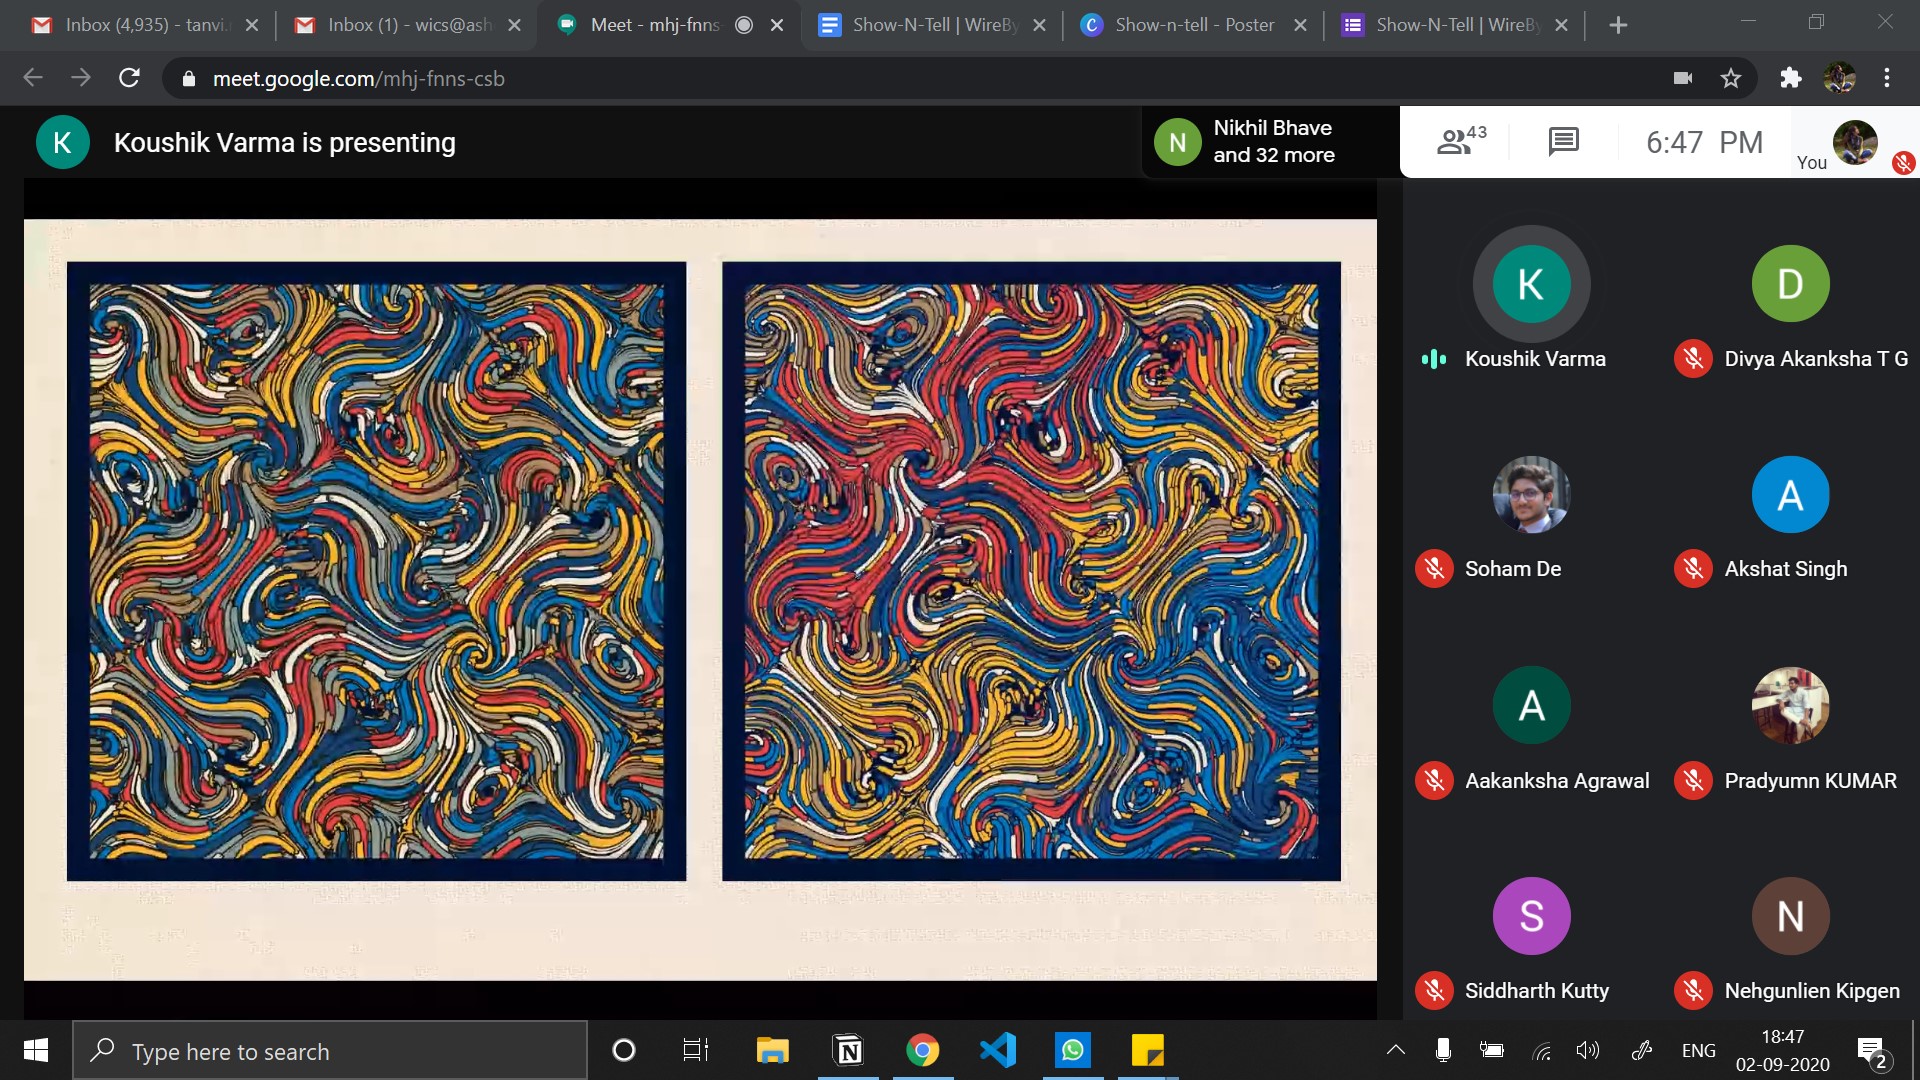 Inbox (4,935) - tanvi.
Inbox (1) - wics@ash
Meet - mhj-fnns-
Show-N-Tell | WireBy
Show-n-tell - Poster
Show-N-Tell | WireBy
meet.google.com/mhj-fnns-csb
K
Koushik Varma is presenting
N
Nikhil Bhave
and 32 more
43
6:47 PM
You
K
D
Koushik Varma
Divya Akanksha T G
A
Soham De
Akshat Singh
A
Aakanksha Agrawal
Pradyumn KUMAR
S
N
Siddharth Kutty
Nehgunlien Kipgen
Type here to search
ENG
18:47
02-09-2020
2